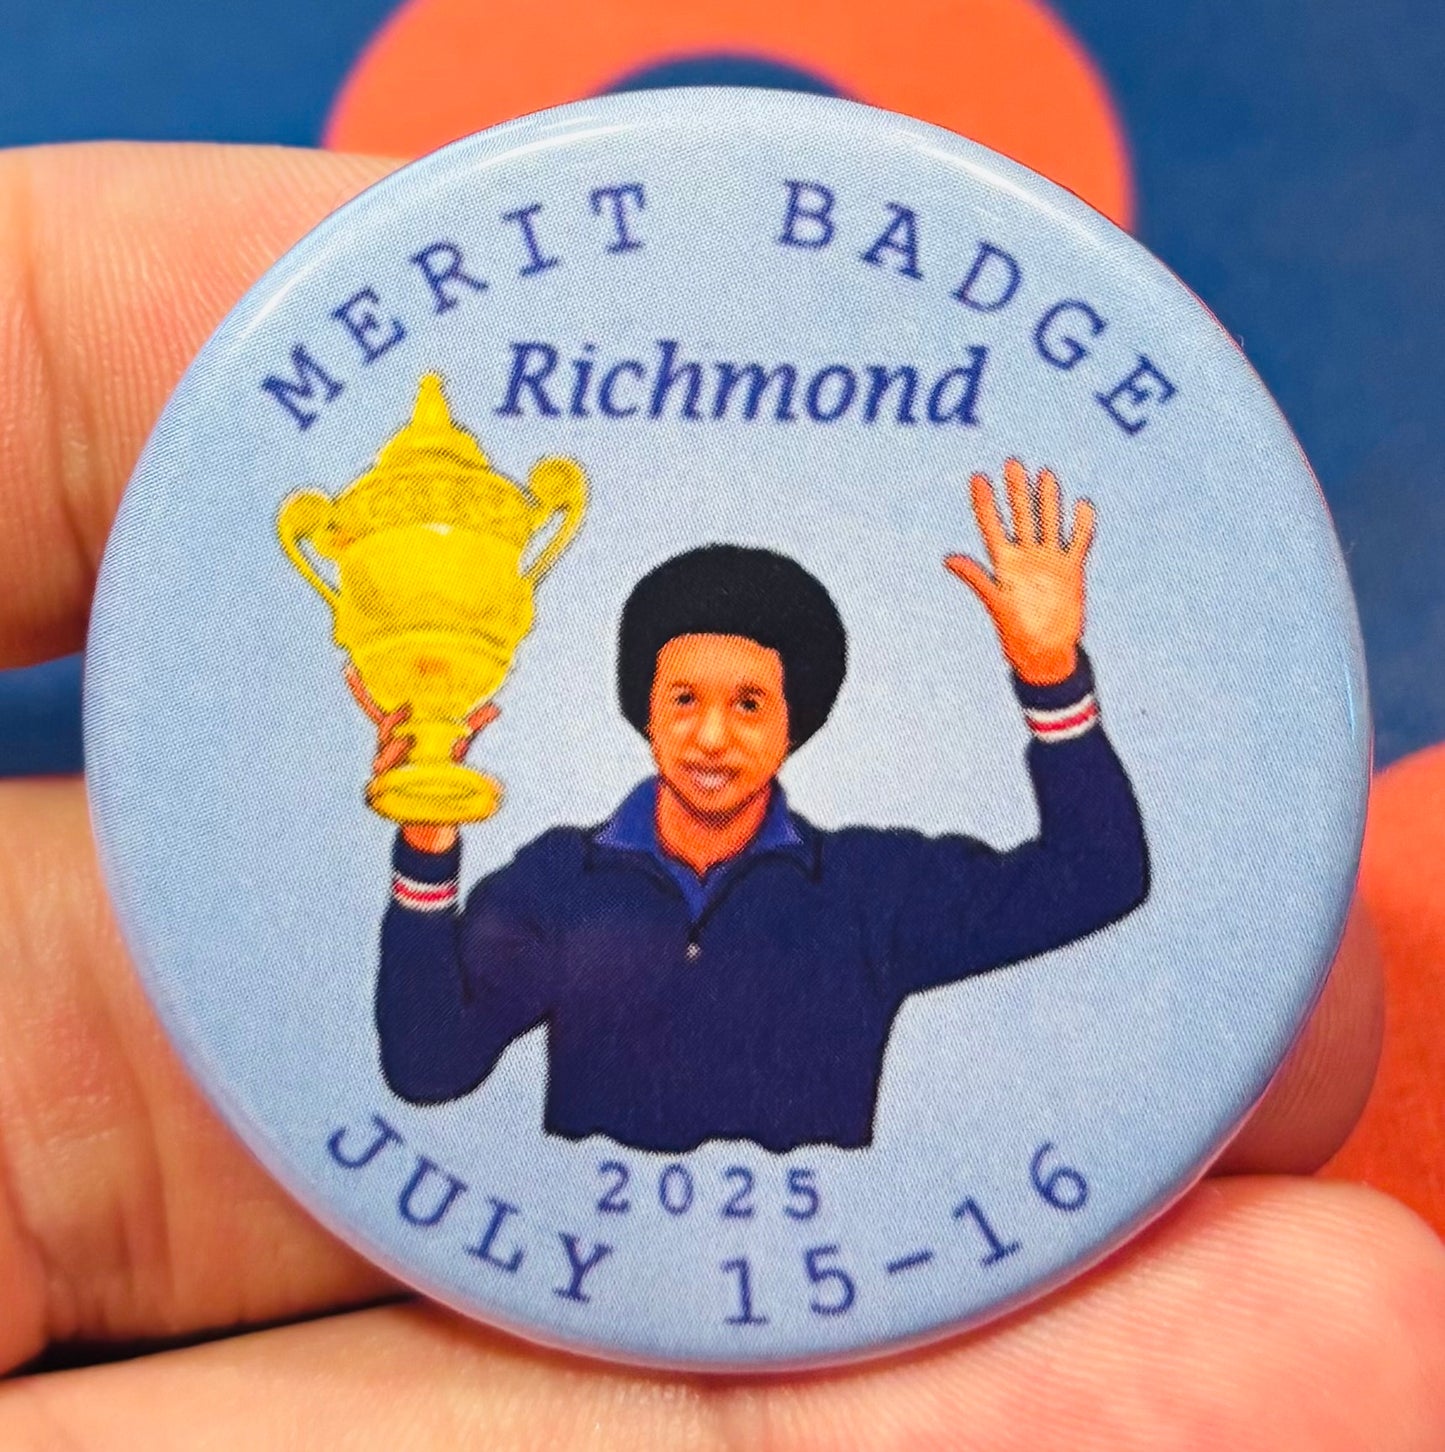 MERIT BADGE
Richmond
2025
JULY 15-16